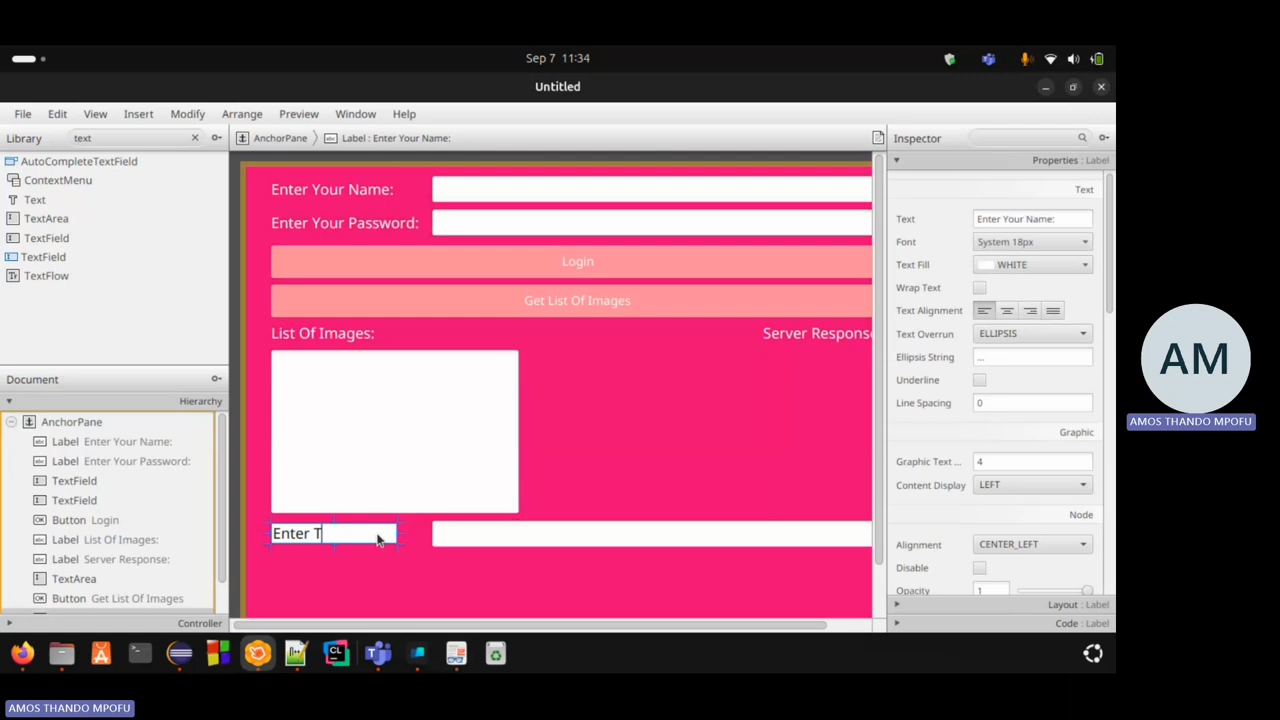 Sep 7 11:34
Untitled
File Edit View Insert Modify Arrange Preview Window Help
Library text
AnchorPane Label : Enter Your Name:
Inspector
AutoCompleteTextField
ContextMenu
Text
TextArea
TextField
TextField
TextFlow
Document
Hierarchy
AnchorPane
Label Enter Your Name:
Label Enter Your Password:
TextField
TextField
Button Login
Label List Of Images:
Label Server Response:
TextArea
Button Get List Of Images
Controller
Enter Your Name:
Enter Your Password:
Login
Get List Of Images
List Of Images:
Server Response
Enter T
Properties : Label
Text
Text Enter Your Name:
Font System 18px
Text Fill WHITE
Wrap Text
Text Alignment
Text Overrun ELLIPSIS
Ellipsis String ...
Underline
Line Spacing 0
Graphic
Graphic Text ... 4
Content Display LEFT
Node
Alignment CENTER_LEFT
Disable
Opacity 1
Layout : Label
Code : Label
CL
AM
AMOS THANDO MPOFU
AMOS THANDO MPOFU